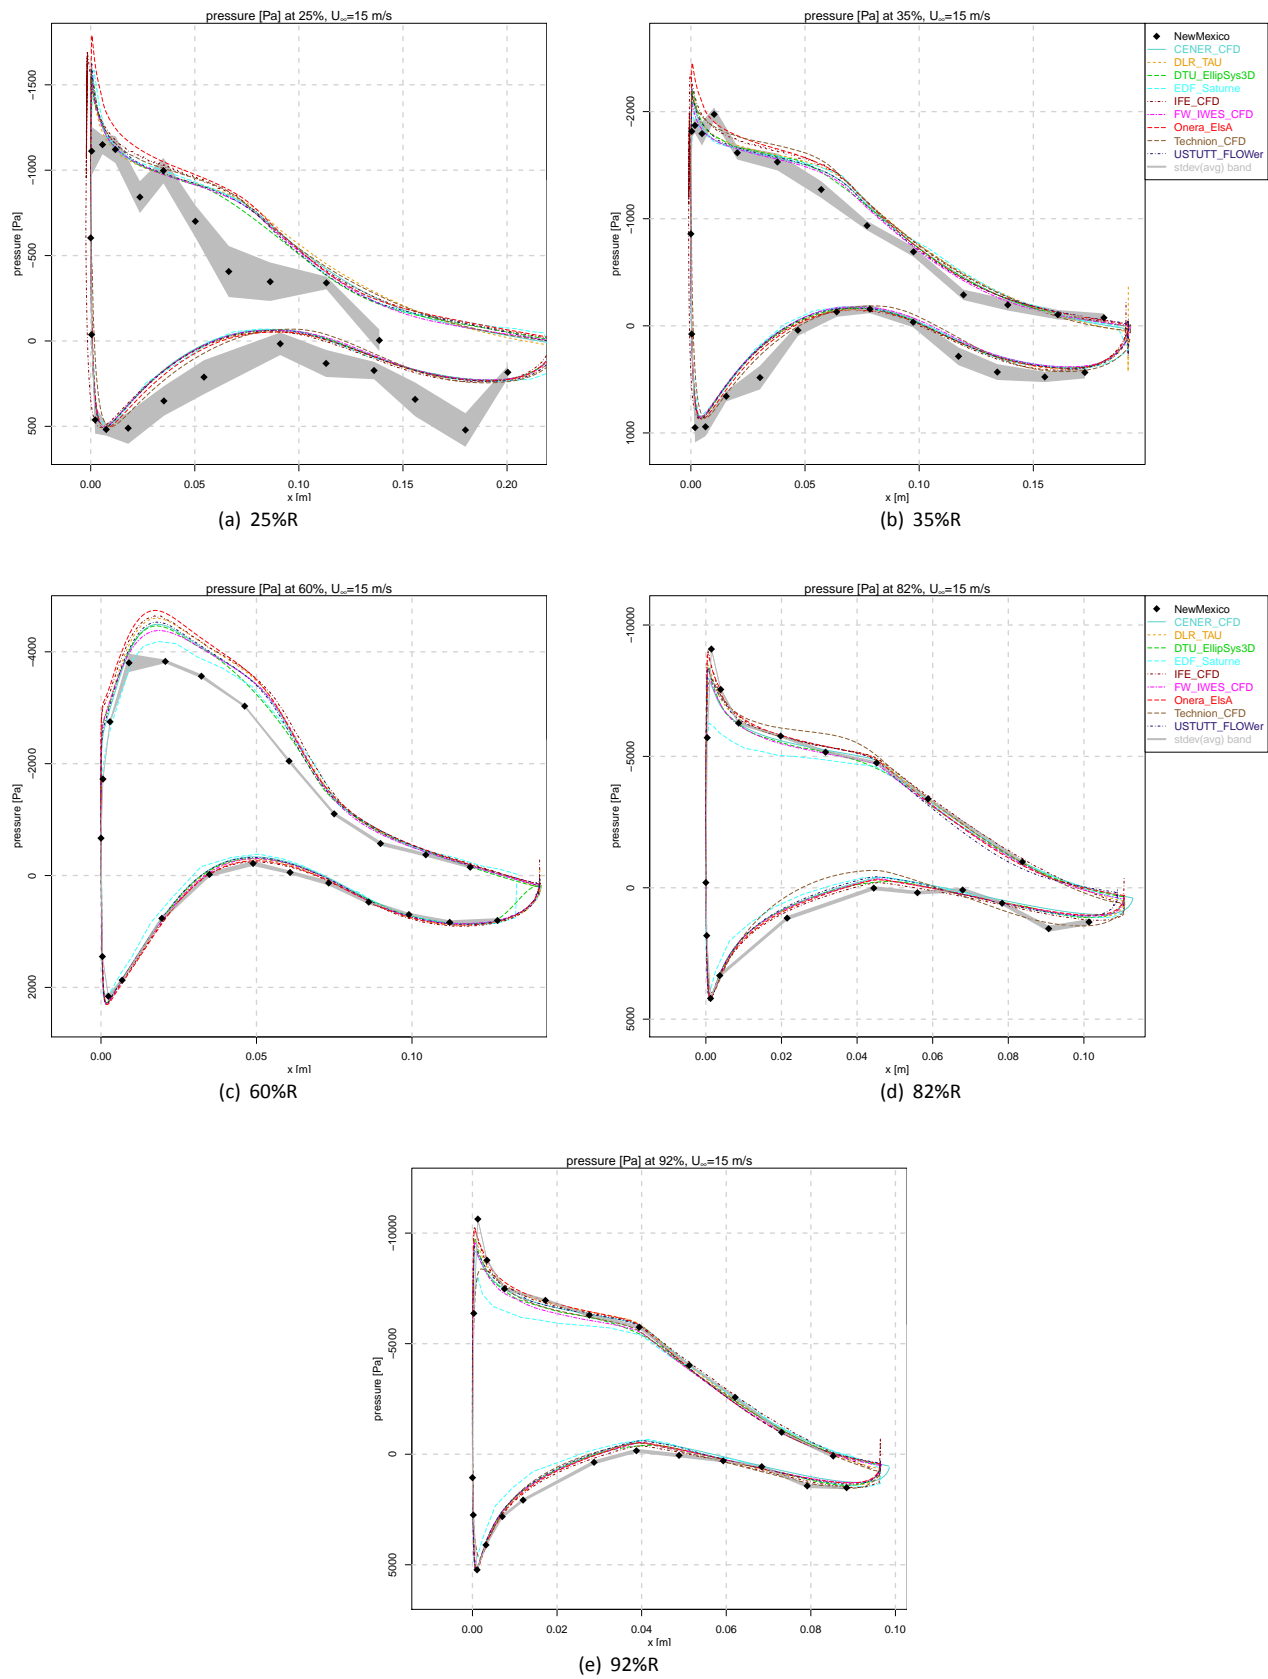 pressure [Pa] at 25%, U∞=15 m/s
pressure [Pa]
-1500
-1000
-500
0
500
0.00 0.05 0.10 0.15 0.20
x [m]
(a) 25%R
pressure [Pa] at 35%, U∞=15 m/s
pressure [Pa]
-2000
-1000
0
1000
0.00 0.05 0.10 0.15
x [m]
NewMexico
CENER_CFD
DLR_TAU
DTU_EllipSys3D
EDF_Saturne
IFE_CFD
FW_IWES_CFD
Onera_ElsA
Technion_CFD
USTUTT_FLOWer
stdev(avg) band
(b) 35%R
pressure [Pa] at 60%, U∞=15 m/s
pressure [Pa]
-4000
-2000
0
2000
0.00 0.05 0.10
x [m]
(c) 60%R
pressure [Pa] at 82%, U∞=15 m/s
pressure [Pa]
-10000
-5000
0
5000
0.00 0.02 0.04 0.06 0.08 0.10
x [m]
NewMexico
CENER_CFD
DLR_TAU
DTU_EllipSys3D
EDF_Saturne
IFE_CFD
FW_IWES_CFD
Onera_ElsA
Technion_CFD
USTUTT_FLOWer
stdev(avg) band
(d) 82%R
pressure [Pa] at 92%, U∞=15 m/s
pressure [Pa]
-10000
-5000
0
5000
0.00 0.02 0.04 0.06 0.08 0.10
x [m]
(e) 92%R